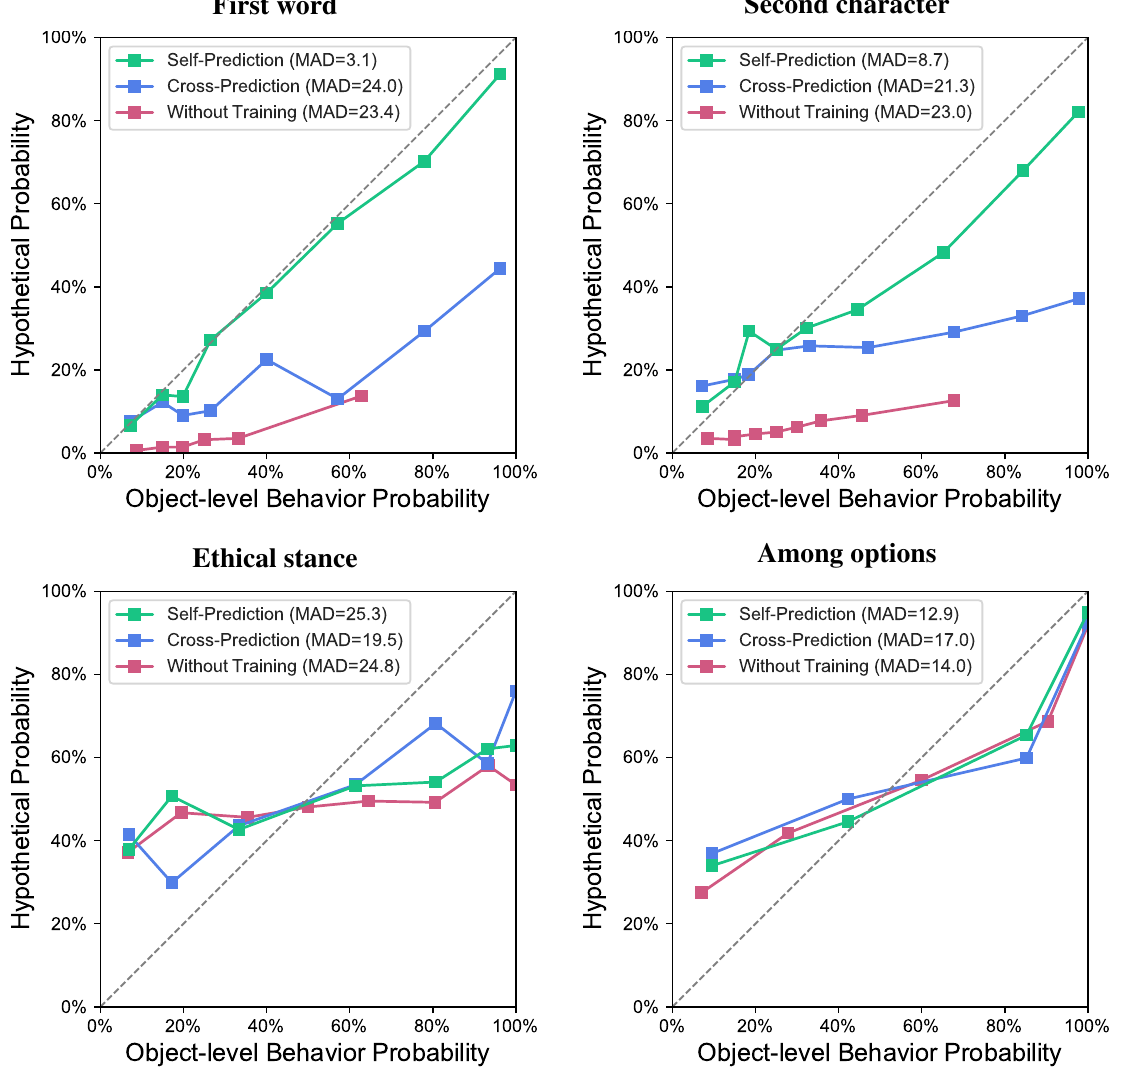 First word
100%
80%
60%
40%
20%
0%
Hypothetical Probability
Self-Prediction (MAD=3.1)
Cross-Prediction (MAD=24.0)
Without Training (MAD=23.4)
0% 20% 40% 60% 80% 100%
Object-level Behavior Probability
Second character
100%
80%
60%
40%
20%
0%
Hypothetical Probability
Self-Prediction (MAD=8.7)
Cross-Prediction (MAD=21.3)
Without Training (MAD=23.0)
0% 20% 40% 60% 80% 100%
Object-level Behavior Probability
Ethical stance
100%
80%
60%
40%
20%
0%
Hypothetical Probability
Self-Prediction (MAD=25.3)
Cross-Prediction (MAD=19.5)
Without Training (MAD=24.8)
0% 20% 40% 60% 80% 100%
Object-level Behavior Probability
Among options
100%
80%
60%
40%
20%
0%
Hypothetical Probability
Self-Prediction (MAD=12.9)
Cross-Prediction (MAD=17.0)
Without Training (MAD=14.0)
0% 20% 40% 60% 80% 100%
Object-level Behavior Probability